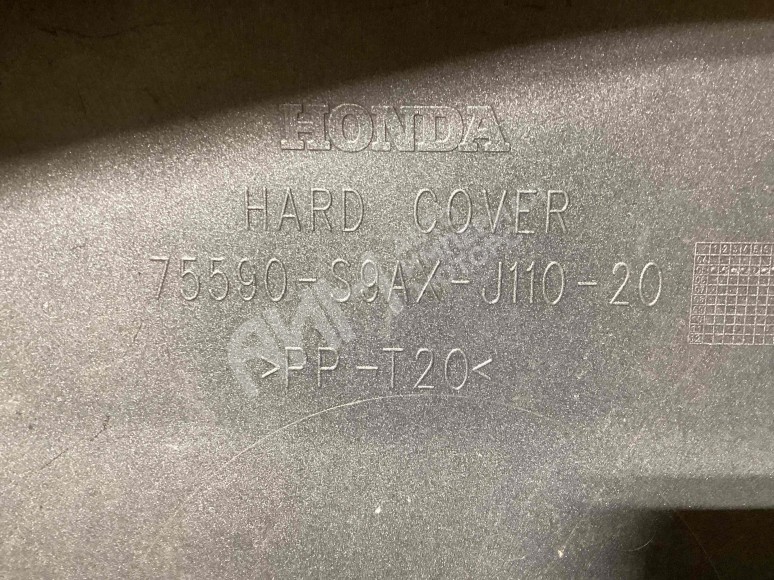 HONDA
HARD COVER
75590-S9AX-J110-20
>PP-T20<